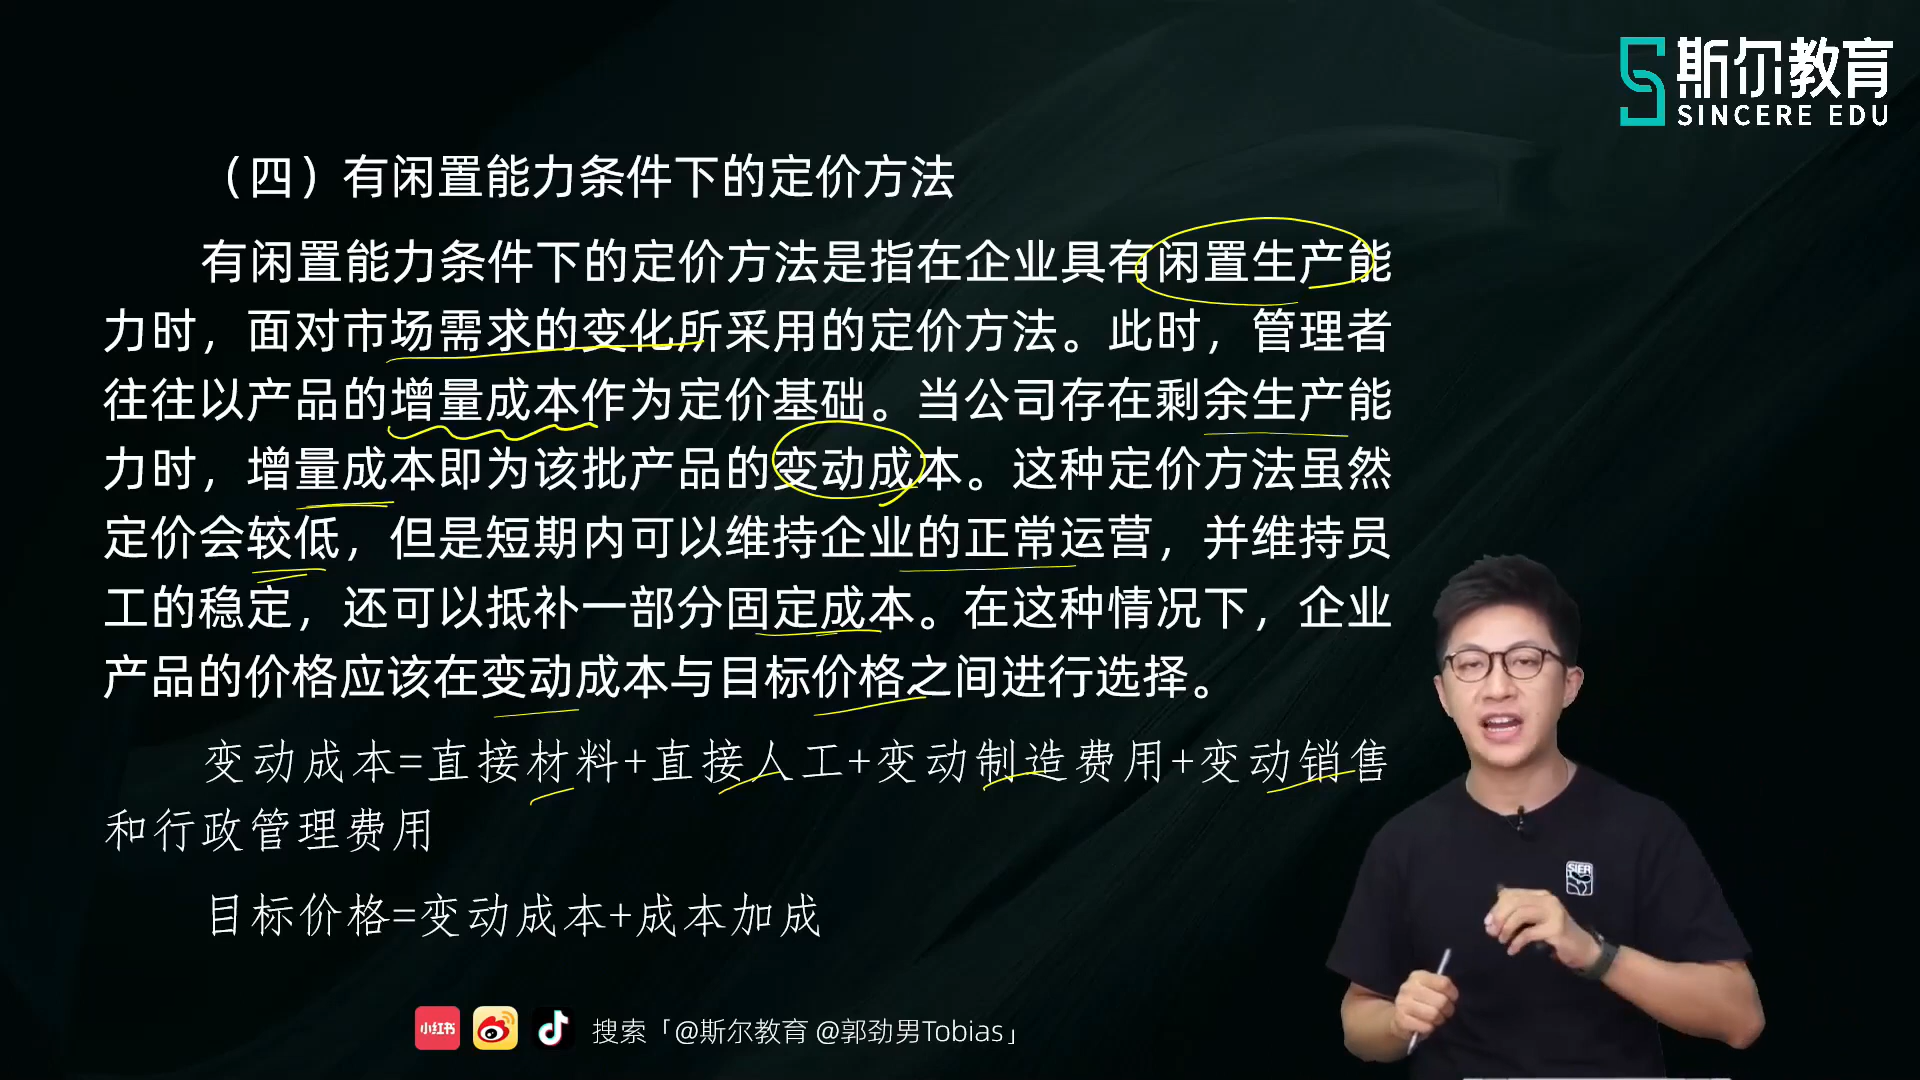 斯尔教育
SINCERE EDU
（四）有闲置能力条件下的定价方法
有闲置能力条件下的定价方法是指在企业具有闲置生产能
力时，面对市场需求的变化所采用的定价方法。此时，管理者
往往以产品的增量成本作为定价基础。当公司存在剩余生产能
力时，增量成本即为该批产品的变动成本。这种定价方法虽然
定价会较低，但是短期内可以维持企业的正常运营，并维持员
工的稳定，还可以抵补一部分固定成本。在这种情况下，企业
产品的价格应该在变动成本与目标价格之间进行选择。
变动成本=直接材料+直接人工+变动制造费用+变动销售
和行政管理费用
目标价格=变动成本+成本加成
SIER
小红书
搜索「@斯尔教育 @郭劲男Tobias」